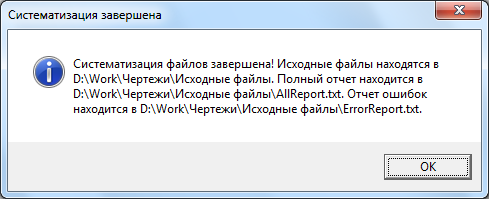 Систематизация завершена
Систематизация файлов завершена! Исходные файлы находятся в
D:\Work\Чертежи\Исходные файлы. Полный отчет находится в
D:\Work\Чертежи\Исходные файлы\AllReport.txt. Отчет ошибок
находится в D:\Work\Чертежи\Исходные файлы\ErrorReport.txt.
OK